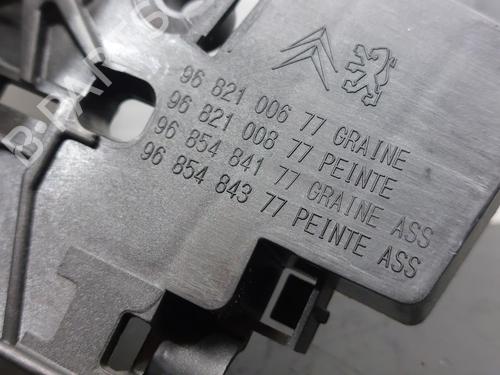 96 821 006 77 GRAINE
96 821 008 77 PEINTE
96 854 841 77 GRAINE ASS
96 854 843 77 PEINTE ASS